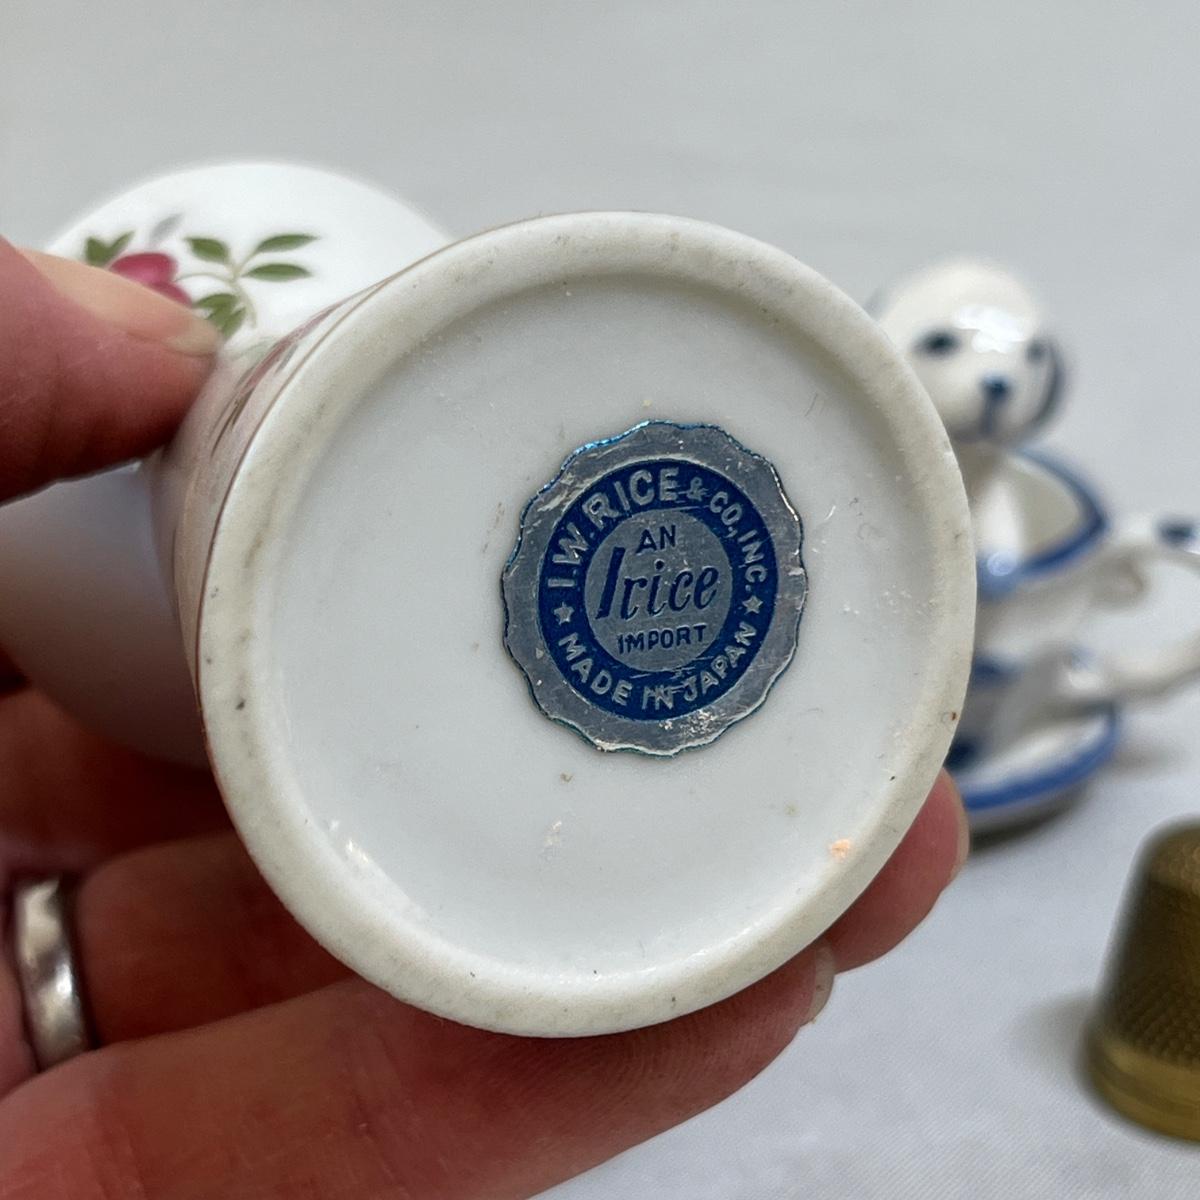 I.W. RICE & CO., INC.
AN
Irice
IMPORT
★ MADE IN JAPAN ★